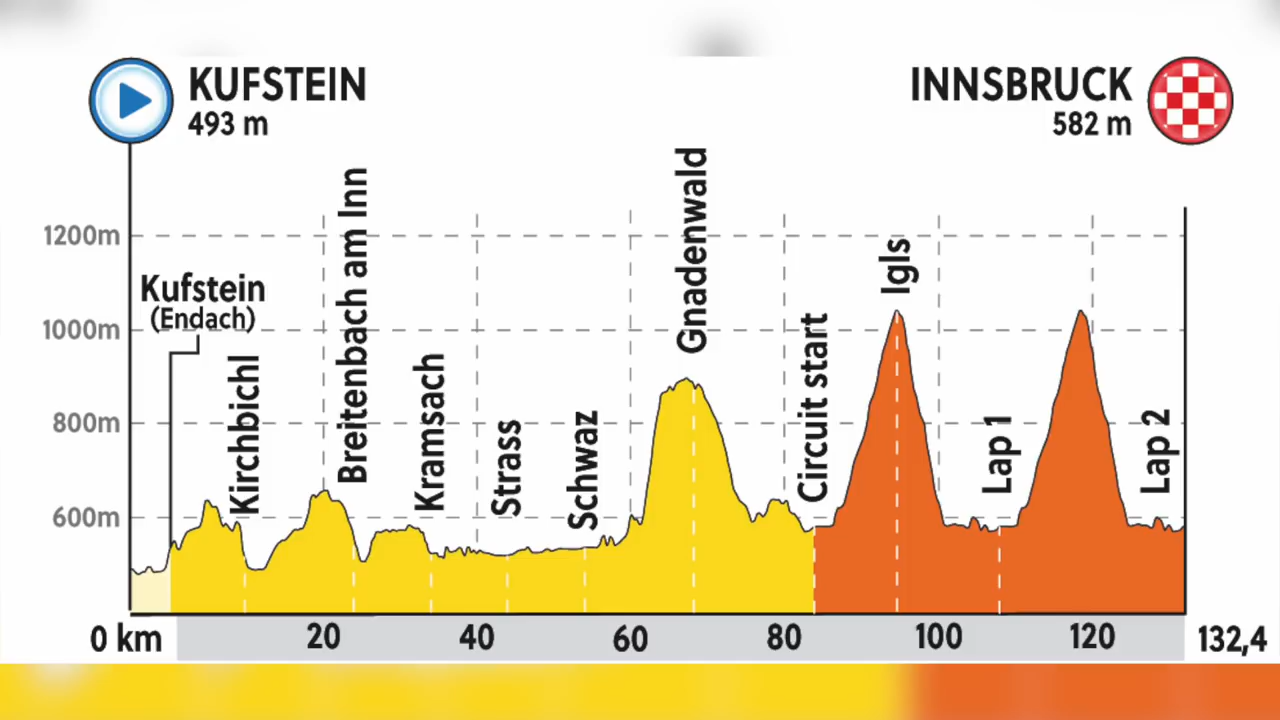 KUFSTEIN
493 m
INNSBRUCK
582 m
1200m
1000m
800m
600m
Kufstein
(Endach)
Kirchbichl
Breitenbach am Inn
Kramsach
Strass
Schwaz
Gnadenwald
Circuit start
Igls
Lap 1
Lap 2
0 km
20
40
60
80
100
120
132,4